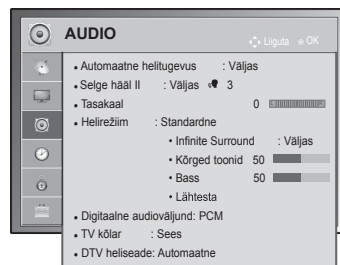 AUDIO
Liiguta OK
• Automaatne helitugevus : Väljas
• Selge hääl II : Väljas 3
• Tasakaal 0
• Helirežiim : Standardne
• Infinite Surround : Väljas
• Kõrged toonid 50
• Bass 50
• Lähtesta
• Digitaalne audioväljund: PCM
• TV kõlar : Sees
• DTV heliseade: Automaatne